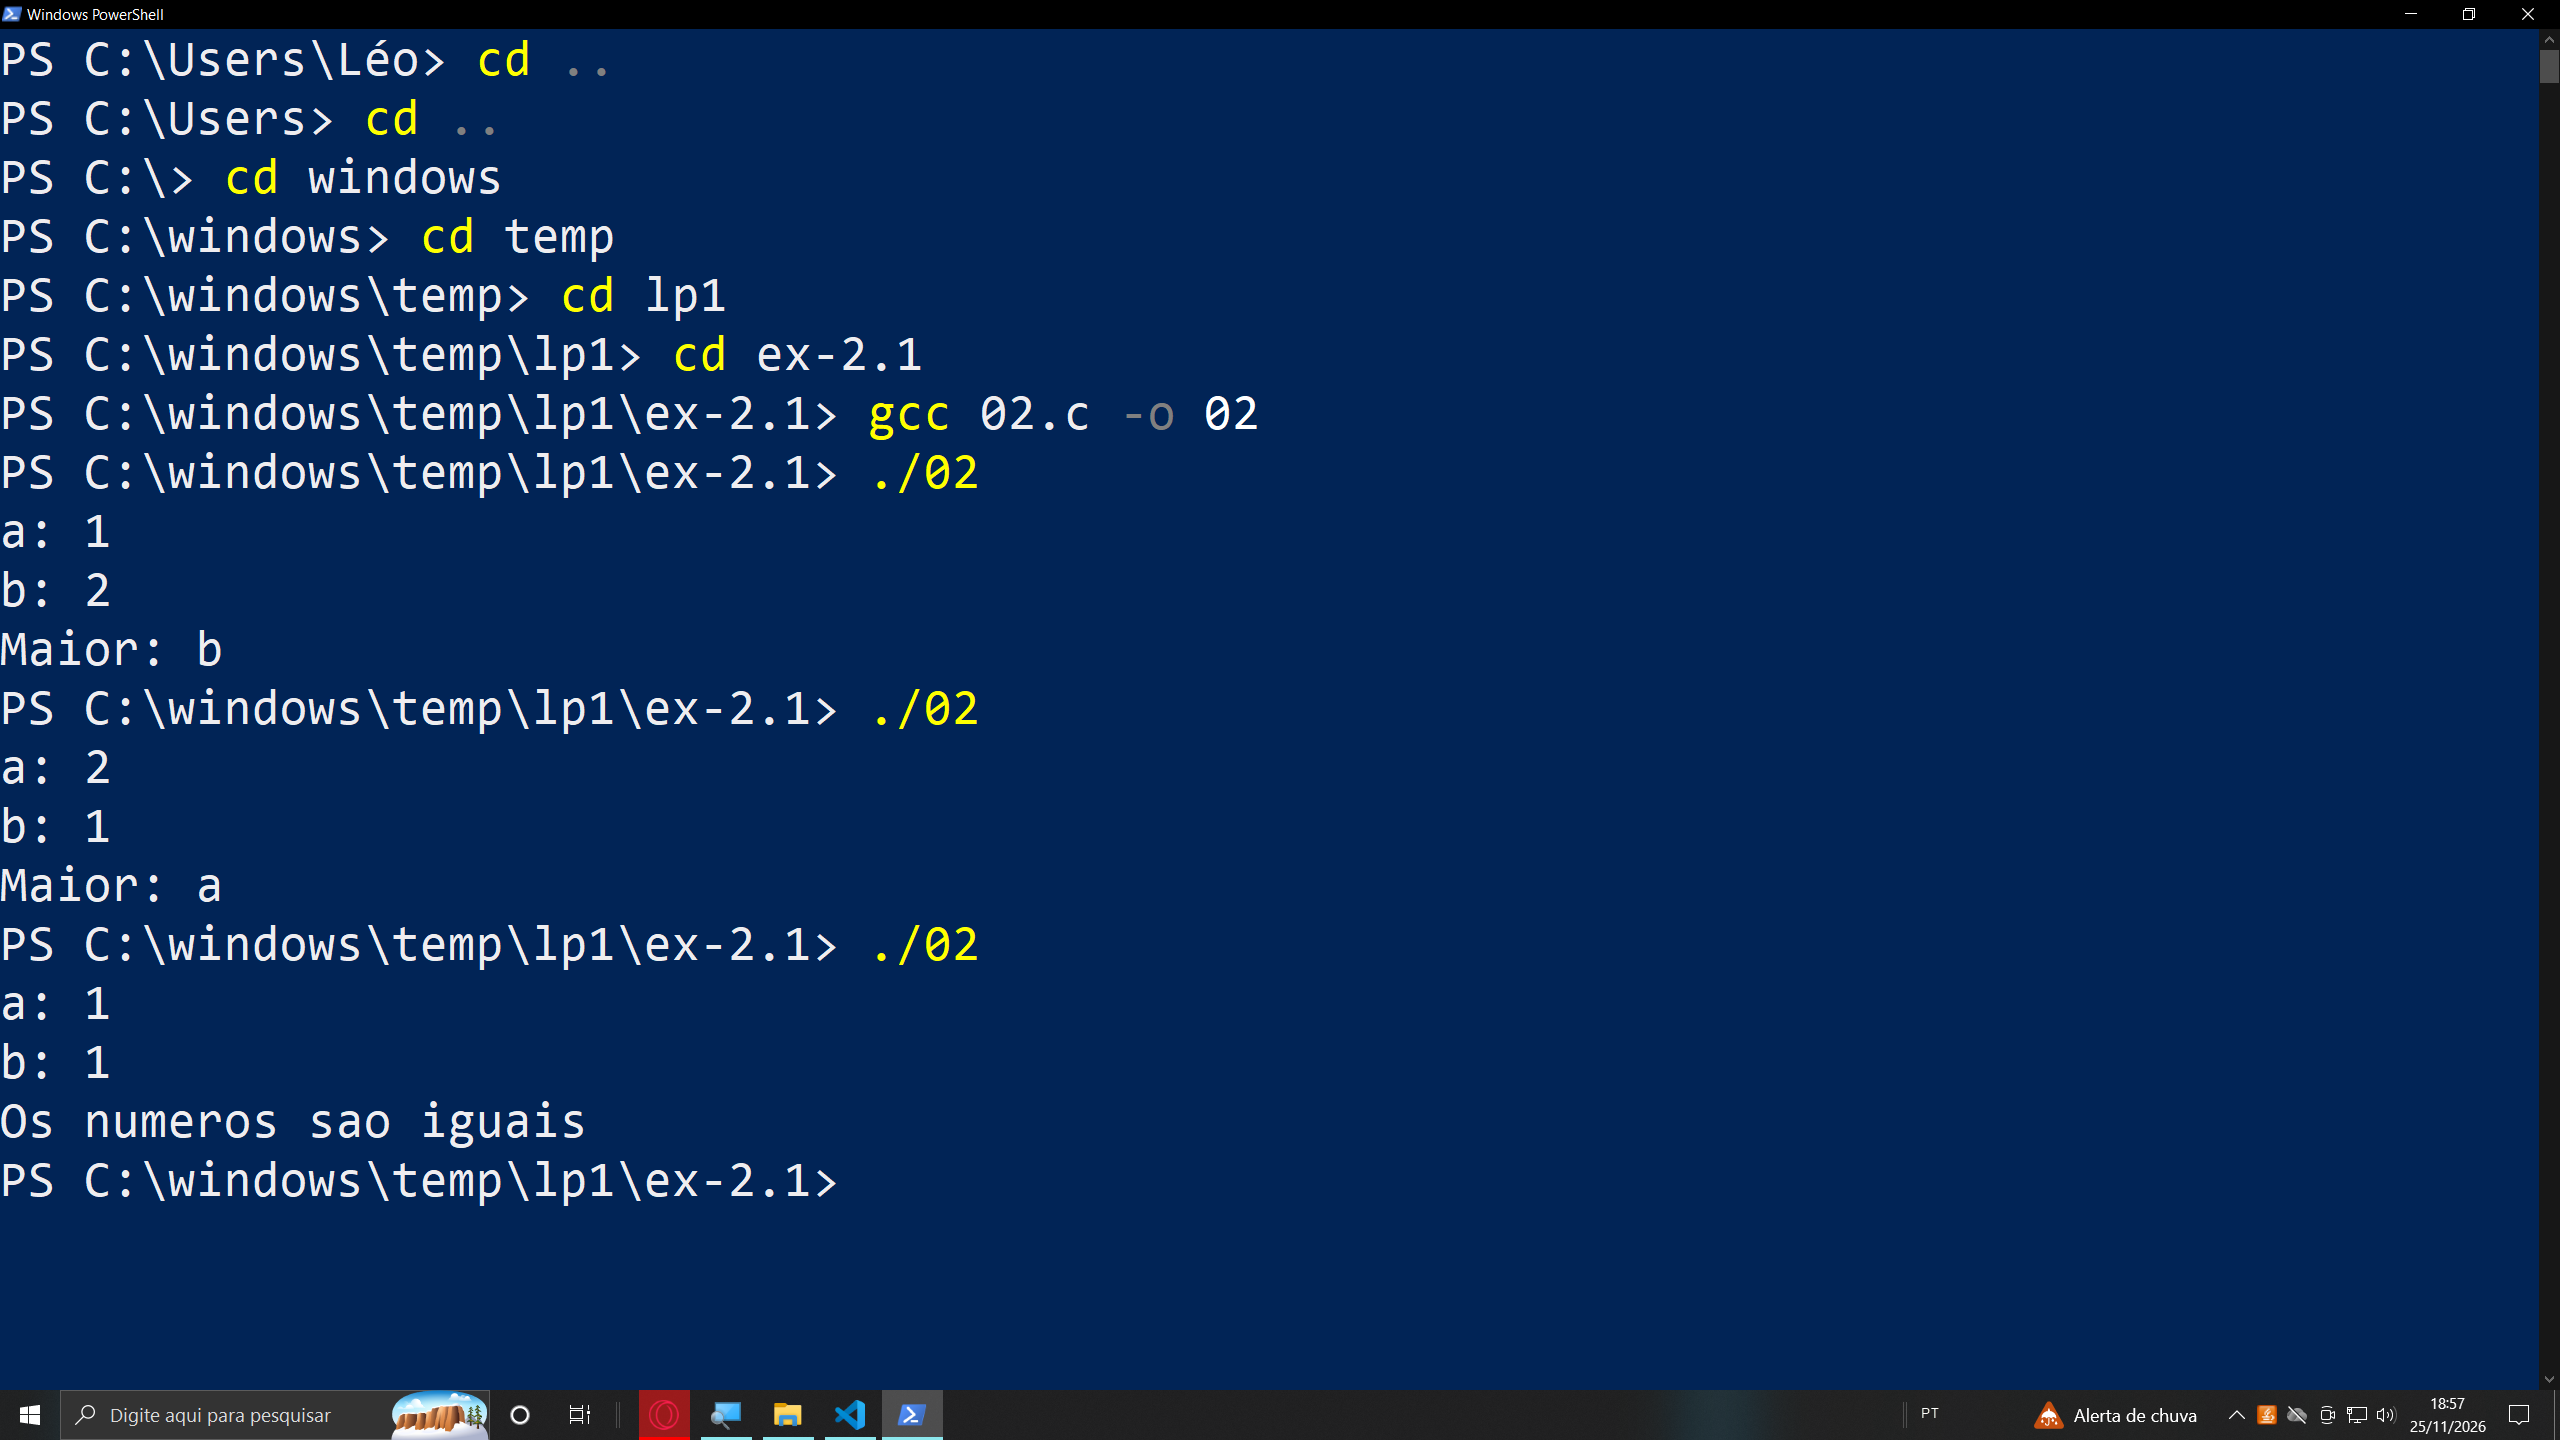 Windows PowerShell
PS C:\Users\Léo> cd ..
PS C:\Users> cd ..
PS C:\> cd windows
PS C:\windows> cd temp
PS C:\windows\temp> cd lp1
PS C:\windows\temp\lp1> cd ex-2.1
PS C:\windows\temp\lp1\ex-2.1> gcc 02.c -o 02
PS C:\windows\temp\lp1\ex-2.1> ./02
a: 1
b: 2
Maior: b
PS C:\windows\temp\lp1\ex-2.1> ./02
a: 2
b: 1
Maior: a
PS C:\windows\temp\lp1\ex-2.1> ./02
a: 1
b: 1
Os numeros sao iguais
PS C:\windows\temp\lp1\ex-2.1>
Digite aqui para pesquisar
PT
Alerta de chuva
18:57
25/11/2026